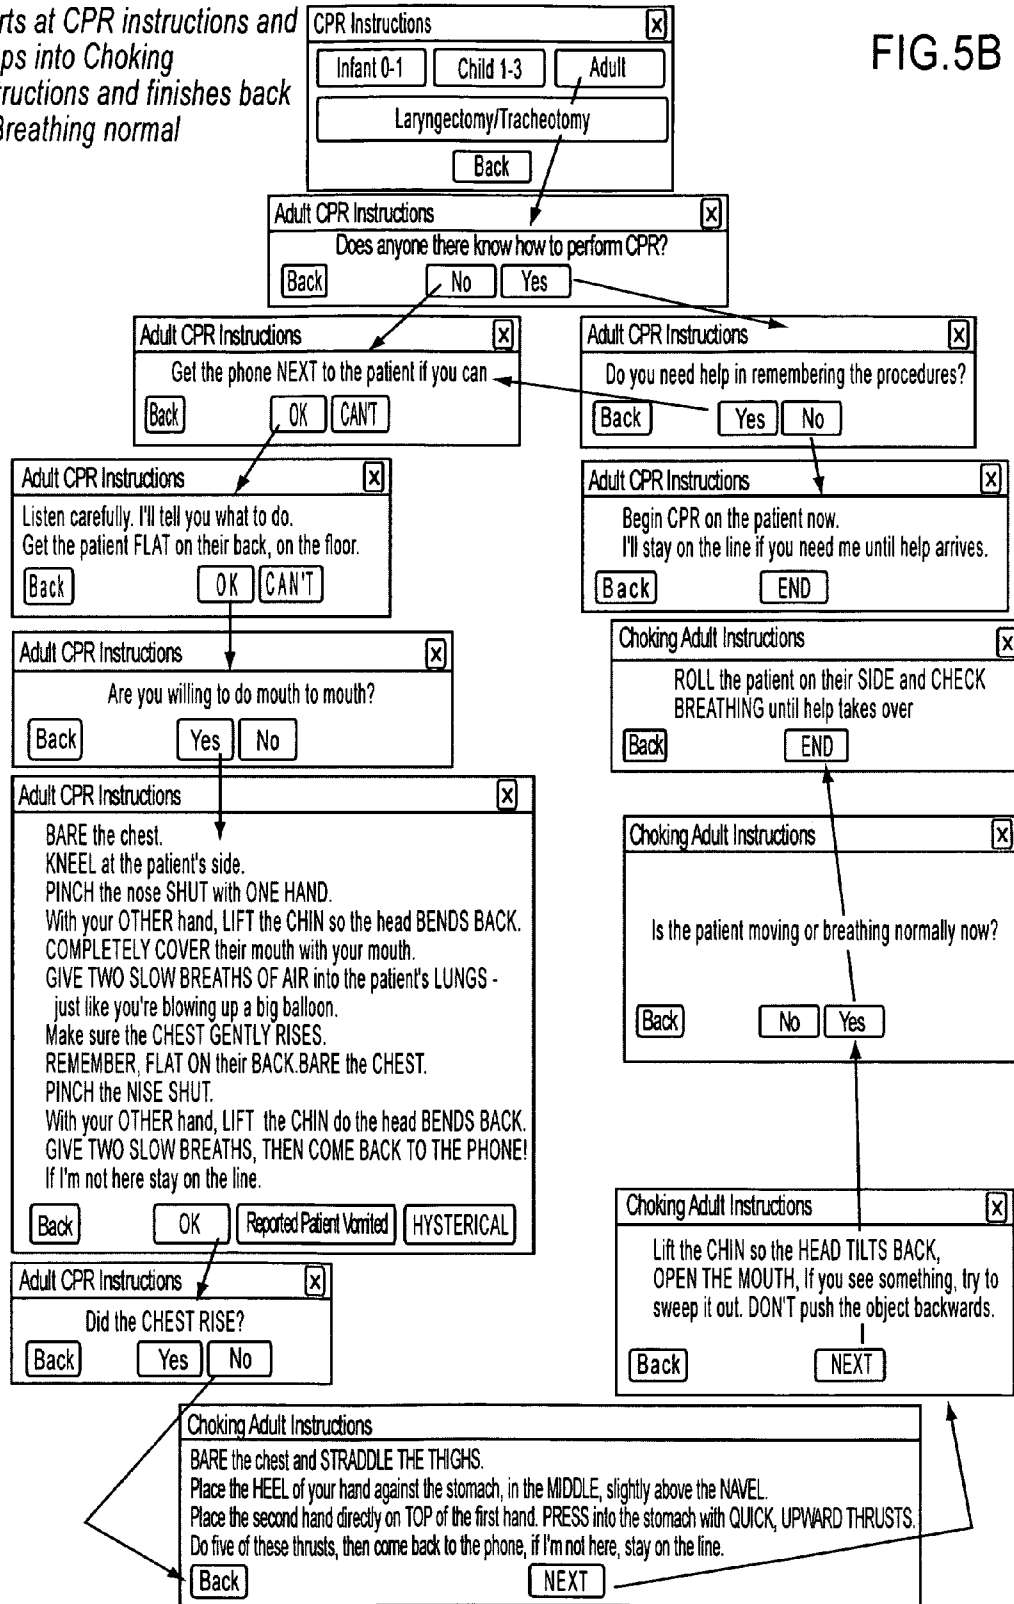 rts at CPR instructions and
ps into Choking
tructions and finishes back
Breathing normal
FIG.5B
CPR Instructions
X
Infant 0-1
Child 1-3
Adult
Laryngectomy/Tracheotomy
Back
Adult CPR Instructions
X
Does anyone there know how to perform CPR?
Back
No
Yes
Adult CPR Instructions
X
Get the phone NEXT to the patient if you can
Back
OK
CAN'T
Adult CPR Instructions
X
Do you need help in remembering the procedures?
Back
Yes
No
Adult CPR Instructions
X
Listen carefully. I'll tell you what to do.
Get the patient FLAT on their back, on the floor.
Back
OK
CAN'T
Adult CPR Instructions
X
Begin CPR on the patient now.
I'll stay on the line if you need me until help arrives.
Back
END
Adult CPR Instructions
X
Are you willing to do mouth to mouth?
Back
Yes
No
Choking Adult Instructions
X
ROLL the patient on their SIDE and CHECK
BREATHING until help takes over
Back
END
Adult CPR Instructions
X
BARE the chest.
KNEEL at the patient's side.
PINCH the nose SHUT with ONE HAND.
With your OTHER hand, LIFT the CHIN so the head BENDS BACK.
COMPLETELY COVER their mouth with your mouth.
GIVE TWO SLOW BREATHS OF AIR into the patient's LUNGS -
just like you're blowing up a big balloon.
Make sure the CHEST GENTLY RISES.
REMEMBER, FLAT ON their BACK.BARE the CHEST.
PINCH the NISE SHUT.
With your OTHER hand, LIFT the CHIN do the head BENDS BACK.
GIVE TWO SLOW BREATHS, THEN COME BACK TO THE PHONE!
If I'm not here stay on the line.
Back
OK
Reported Patient Vomited
HYSTERICAL
Choking Adult Instructions
X
Is the patient moving or breathing normally now?
Back
No
Yes
Choking Adult Instructions
X
Lift the CHIN so the HEAD TILTS BACK,
OPEN THE MOUTH, If you see something, try to
sweep it out. DON'T push the object backwards.
Back
NEXT
Adult CPR Instructions
X
Did the CHEST RISE?
Back
Yes
No
Choking Adult Instructions
BARE the chest and STRADDLE THE THIGHS.
Place the HEEL of your hand against the stomach, in the MIDDLE, slightly above the NAVEL.
Place the second hand directly on TOP of the first hand. PRESS into the stomach with QUICK, UPWARD THRUSTS.
Do five of these thrusts, then come back to the phone, if I'm not here, stay on the line.
Back
NEXT